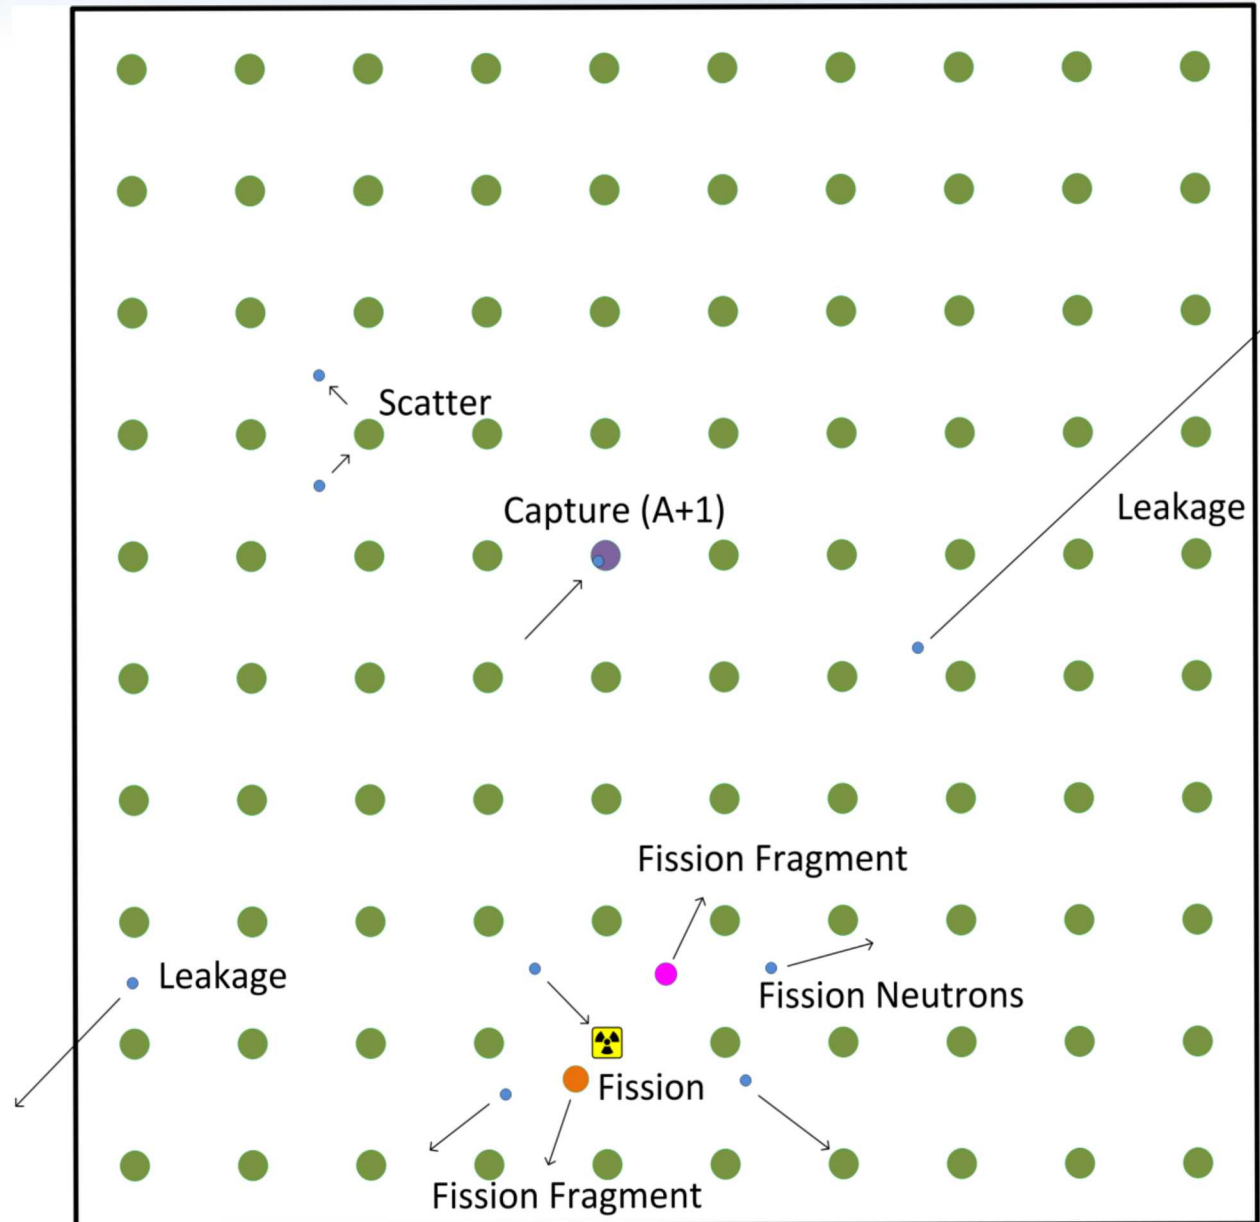 Scatter
Capture (A+1)
Leakage
Fission Fragment
Leakage
Fission Neutrons
Fission
Fission Fragment